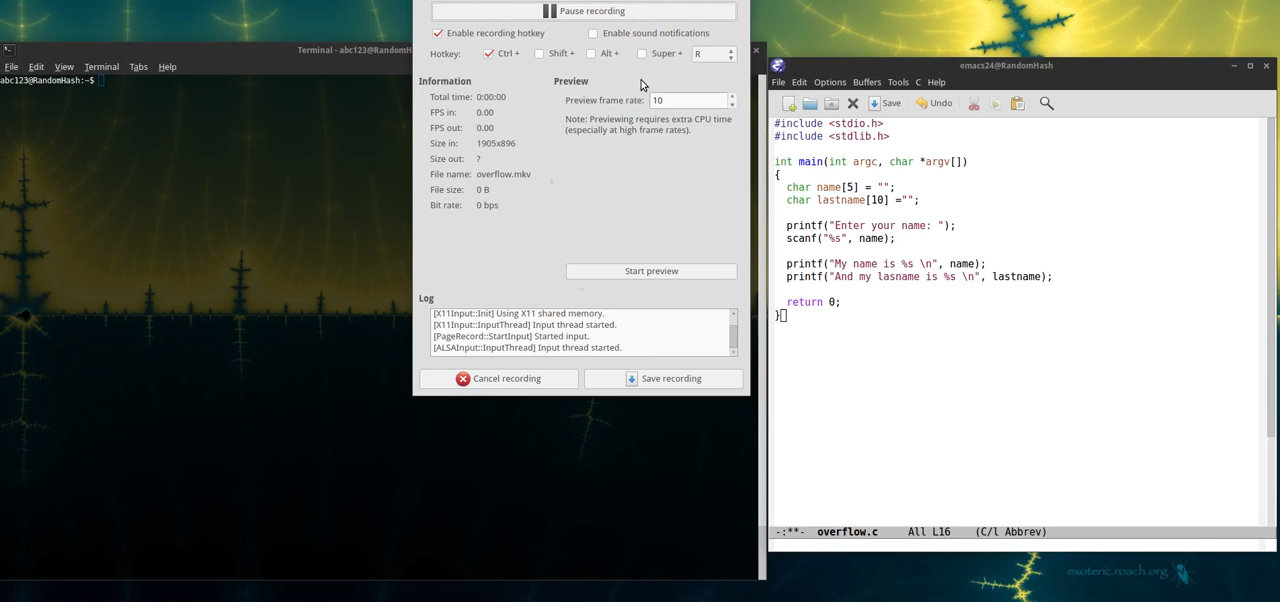 Terminal - abc123@RandomH
File Edit View Terminal Tabs Help
abc123@RandomHash:~$
Pause recording
Enable recording hotkey
Enable sound notifications
Hotkey: Ctrl + Shift + Alt + Super + R
Information
Total time: 0:00:00
FPS in: 0.00
FPS out: 0.00
Size in: 1905x896
Size out: ?
File name: overflow.mkv
File size: 0 B
Bit rate: 0 bps
Preview
Preview frame rate: 10
Note: Previewing requires extra CPU time
(especially at high frame rates).
Start preview
Log
[X11Input::Init] Using X11 shared memory.
[X11Input::InputThread] Input thread started.
[PageRecord::StartInput] Started input.
[ALSAInput::InputThread] Input thread started.
Cancel recording
Save recording
emacs24@RandomHash
File Edit Options Buffers Tools C Help
Save Undo
#include <stdio.h>
#include <stdlib.h>
int main(int argc, char *argv[])
{
char name[5] = "";
char lastname[10] ="";
printf("Enter your name: ");
scanf("%s", name);
printf("My name is %s \n", name);
printf("And my lasname is %s \n", lastname);
return 0;
}
-:**- overflow.c All L16 (C/l Abbrev)
exoteric.roach.org